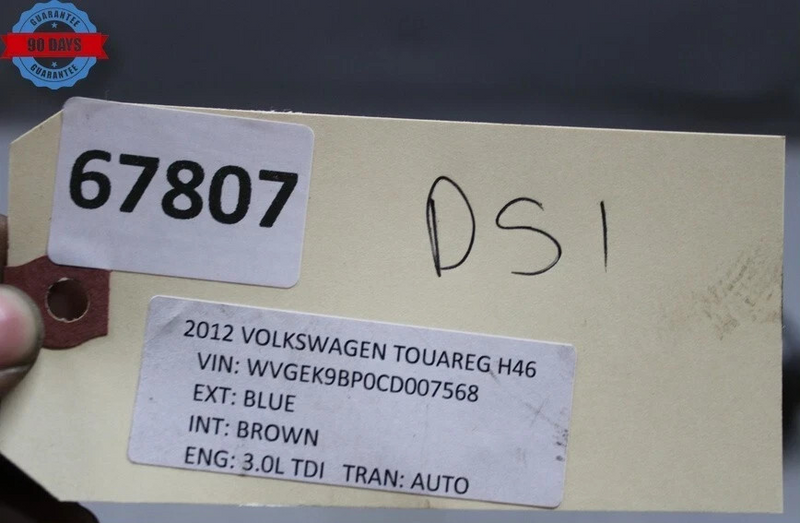 GUARANTEE
90 DAYS
GUARANTEE
67807
DS1
2012 VOLKSWAGEN TOUAREG H46
VIN: WVGEK9BP0CD007568
EXT: BLUE
INT: BROWN
ENG: 3.0L TDI TRAN: AUTO